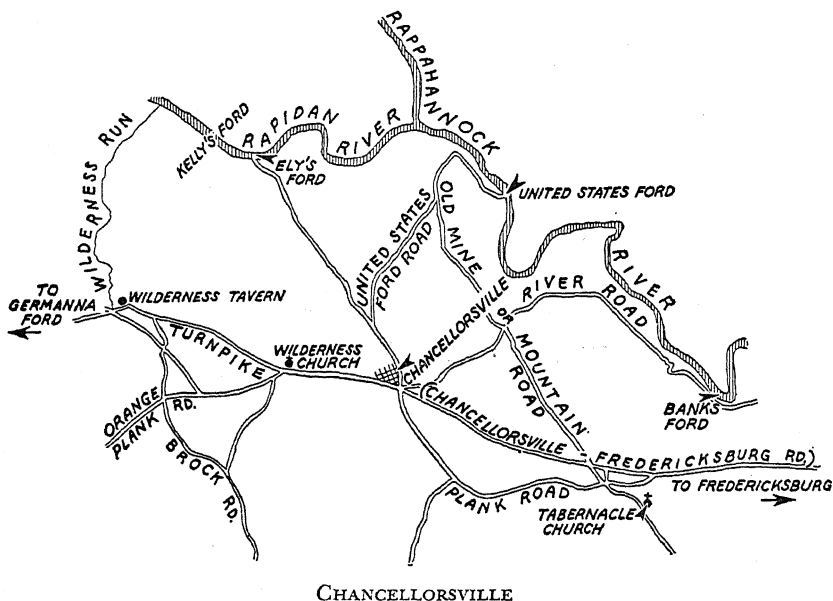 RAPPAHANNOCK
RAPIDAN
RIVER
KELLY'S FORD
ELY'S
FORD
WILDERNESS RUN
UNITED STATES FORD
UNITED STATES
FORD ROAD
OLD MINE
OR MOUNTAIN
ROAD
RIVER
RIVER
ROAD
TO
GERMANNA
FORD
WILDERNESS TAVERN
TURNPIKE
WILDERNESS
CHURCH
CHANCELLORSVILLE
ORANGE
PLANK RD.
BROCK RD.
(CHANCELLORSVILLE - FREDERICKSBURG RD.)
BANKS
FORD
TO FREDERICKSBURG
PLANK ROAD
TABERNACLE
CHURCH
CHANCELLORSVILLE